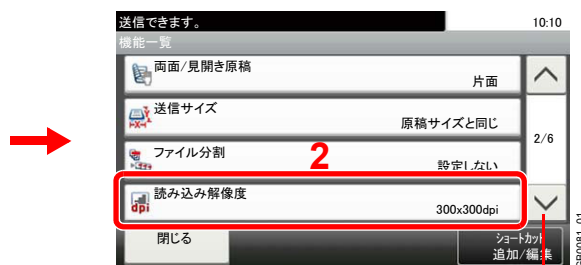 送信できます。
10:10
機能一覧
両面/見開き原稿
片面
送信サイズ
原稿サイズと同じ
2/6
ファイル分割
2
設定しない
読み込み解像度
dpi
300x300dpi
閉じる
ショートカット
追加/編集